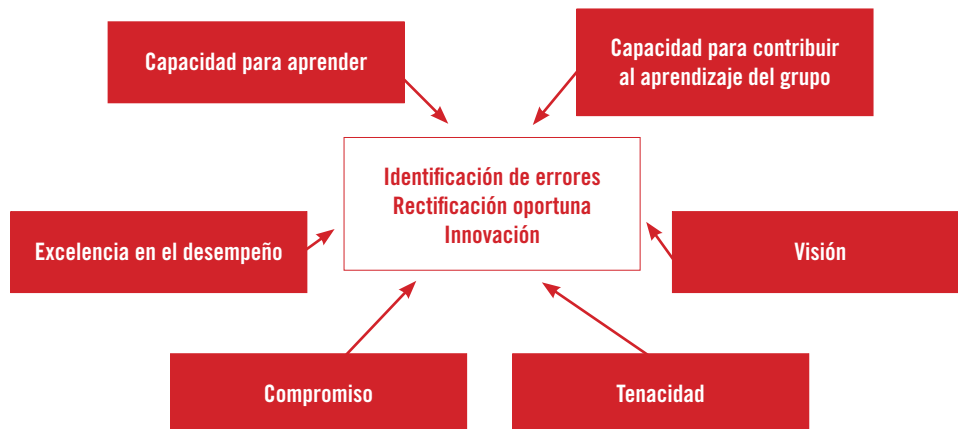 Capacidad para aprender
Capacidad para contribuir
al aprendizaje del grupo
Identificación de errores
Rectificación oportuna
Innovación
Excelencia en el desempeño
Visión
Compromiso
Tenacidad